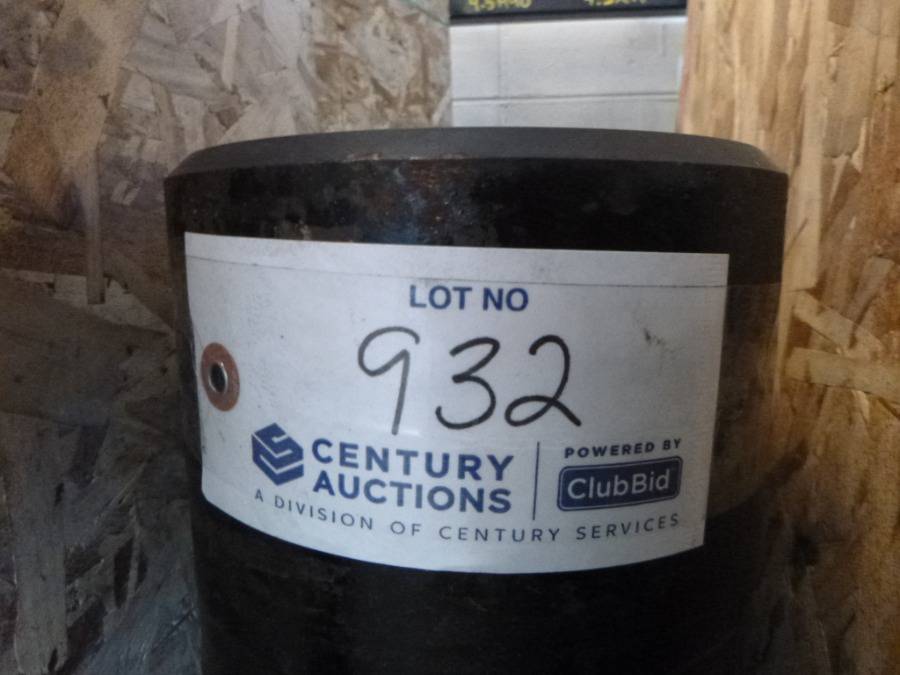 LOT NO
932
CENTURY
AUCTIONS
POWERED BY
ClubBid
A DIVISION OF CENTURY SERVICES